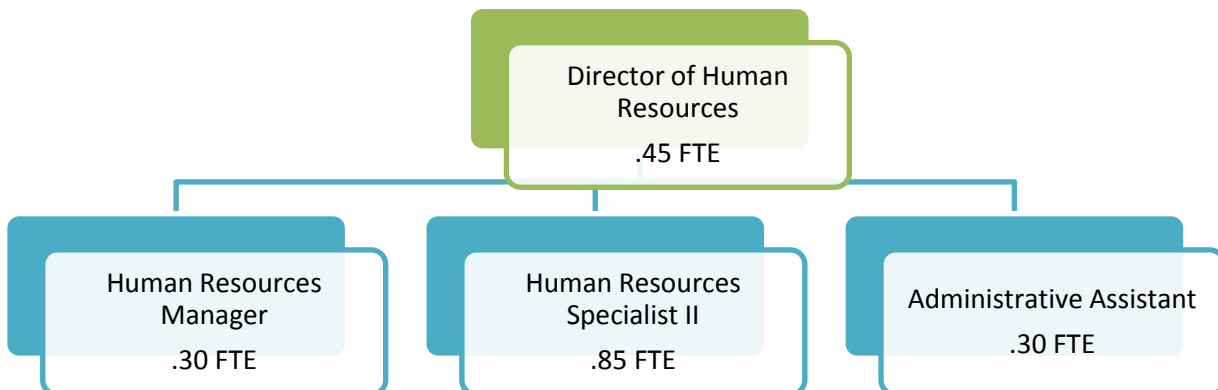 Director of Human
Resources
.45 FTE
Human Resources
Manager
.30 FTE
Human Resources
Specialist II
.85 FTE
Administrative Assistant
.30 FTE